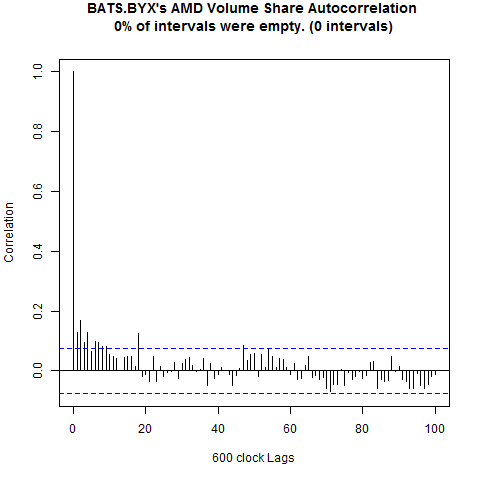 BATS.BYX's AMD Volume Share Autocorrelation
0% of intervals were empty. (0 intervals)
1.0
0.8
0.6
0.4
0.2
0.0
Correlation
0 20 40 60 80 100
600 clock Lags